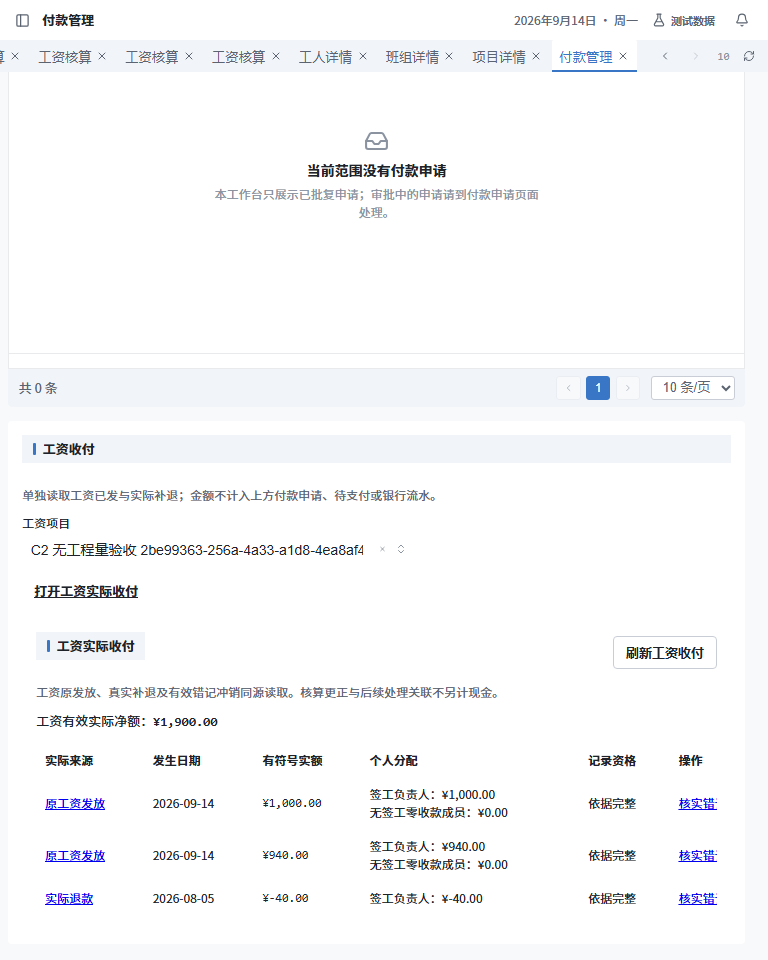 付款管理
2026年9月14日 • 周一
测试数据
工资核算
工资核算
工资核算
工人详情
班组详情
项目详情
付款管理
10
当前范围没有付款申请
本工作台只展示已批复申请；审批中的申请请到付款申请页面
处理。
共 0 条
1
10 条/页
工资收付
单独读取工资已发与实际补退；金额不计入上方付款申请、待支付或银行流水。
工资项目
C2 无工程量验收 2be99363-256a-4a33-a1d8-4ea8af4
打开工资实际收付
工资实际收付
刷新工资收付
工资原发放、真实补退及有效错记冲销同源读取。核算更正与后续处理关联不另计现金。
工资有效实际净额：¥1,900.00
实际来源 发生日期 有符号实额 个人分配 记录资格 操作
原工资发放 2026-09-14 ¥1,000.00 签工负责人：¥1,000.00
无签工零收款成员：¥0.00 依据完整 核实错
原工资发放 2026-09-14 ¥940.00 签工负责人：¥940.00
无签工零收款成员：¥0.00 依据完整 核实错
实际退款 2026-08-05 ¥-40.00 签工负责人：¥-40.00 依据完整 核实错